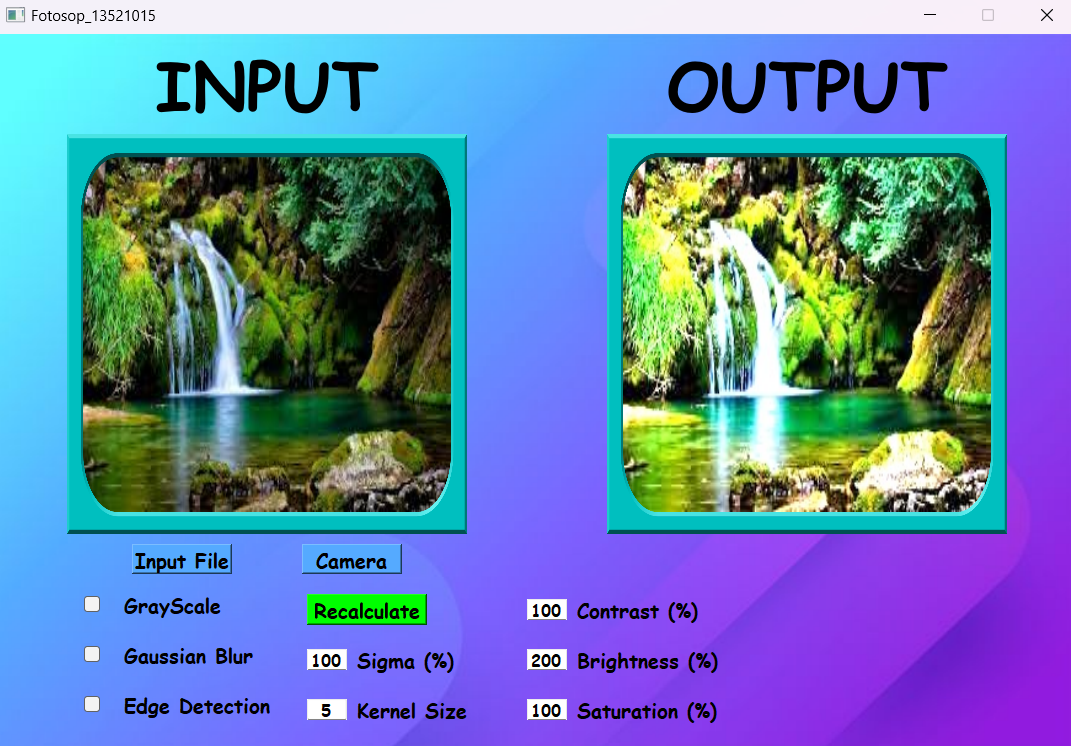 Fotosop_13521015
INPUT
OUTPUT
Input File
Camera
GrayScale
Recalculate
100 Contrast (%)
Gaussian Blur
100 Sigma (%)
200 Brightness (%)
Edge Detection
5 Kernel Size
100 Saturation (%)